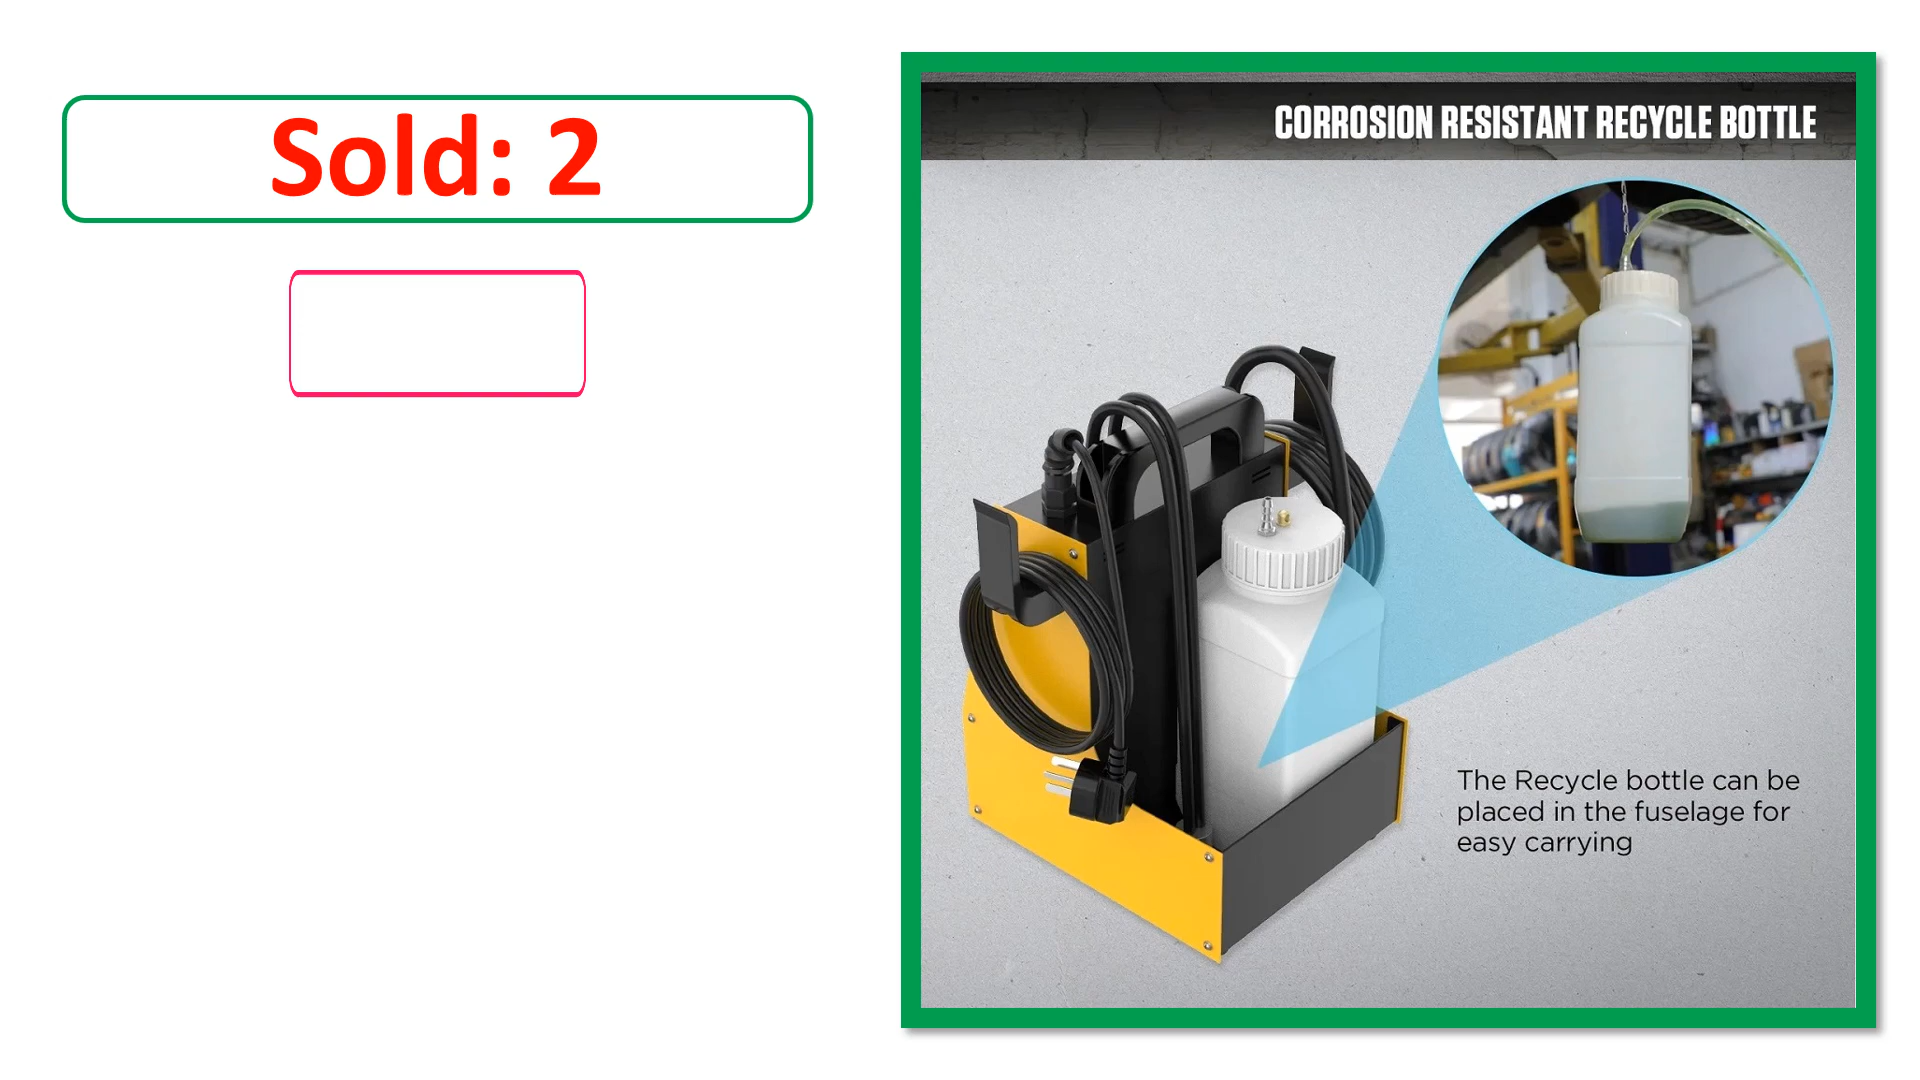 Sold: 2
CORROSION RESISTANT RECYCLE BOTTLE
The Recycle bottle can be
placed in the fuselage for
easy carrying